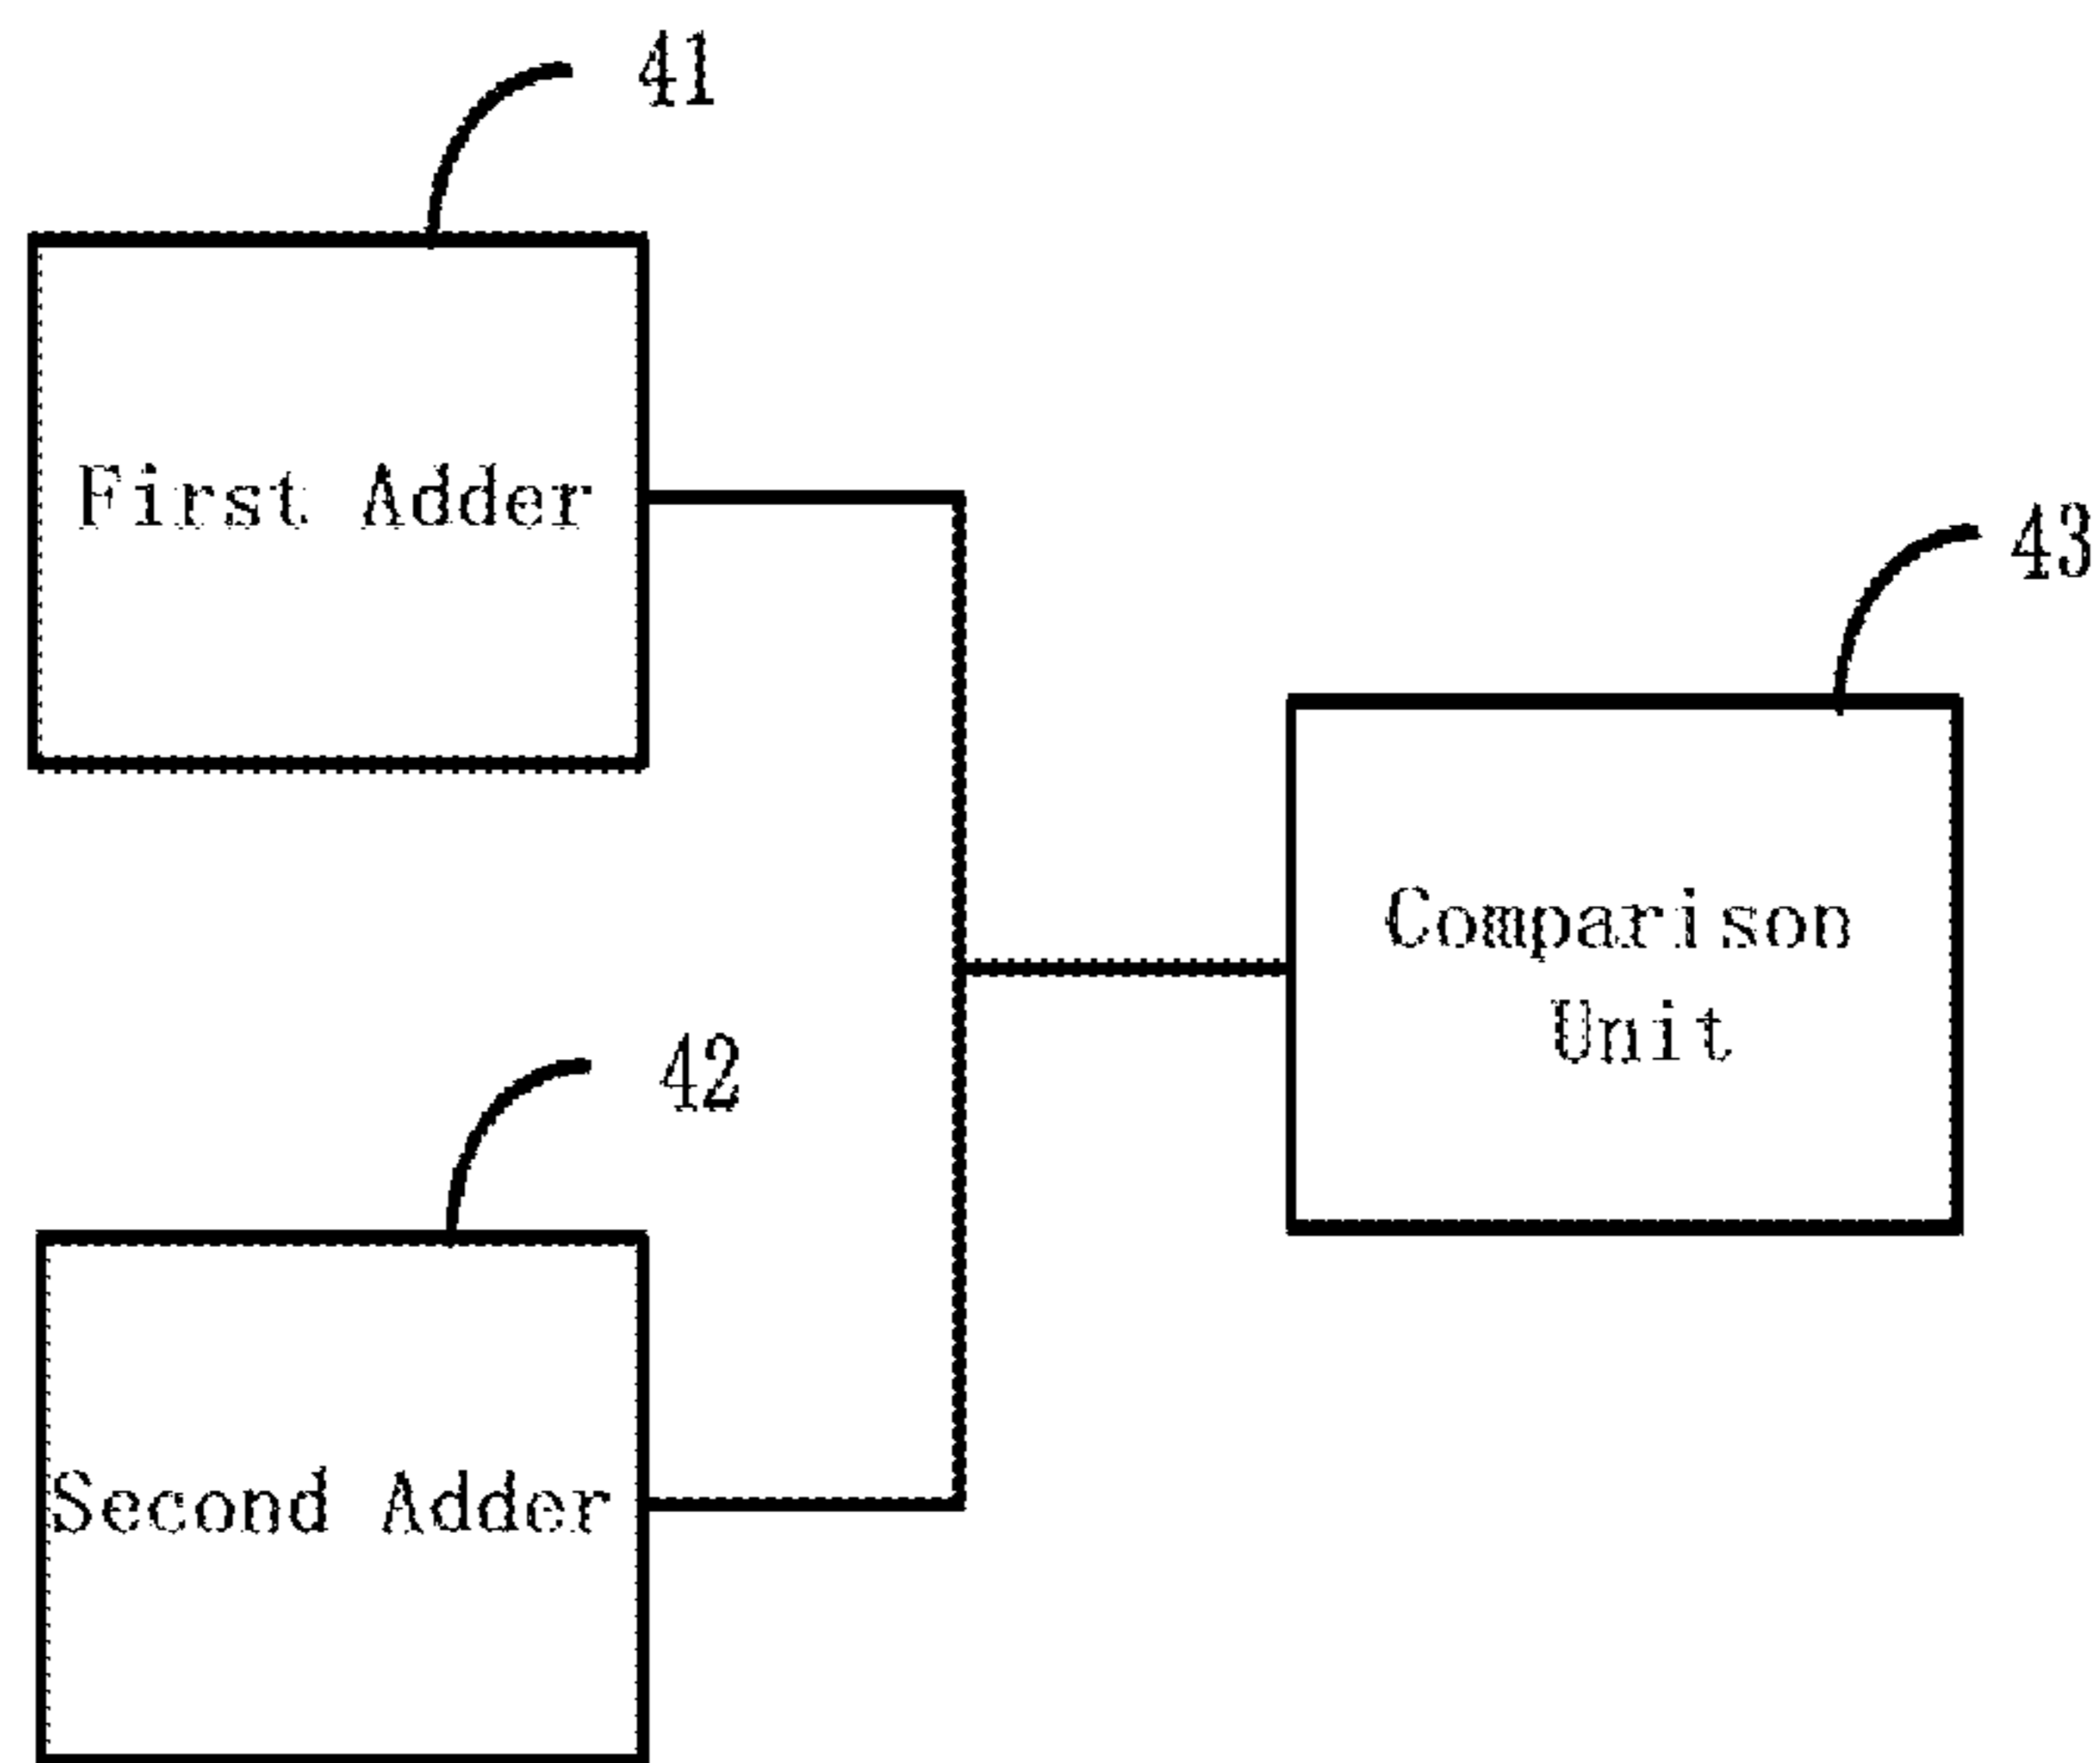 41
First Adder
43
Comparison
Unit
42
Second Adder